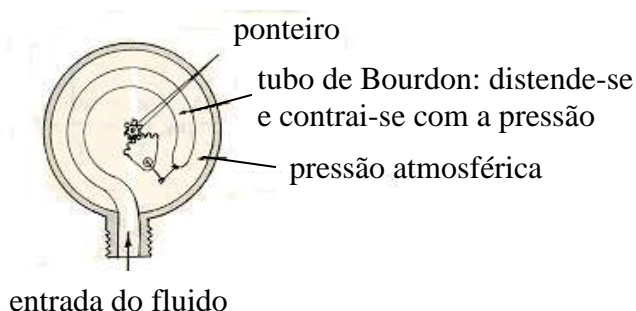 ponteiro
tubo de Bourdon: distende-se
e contrai-se com a pressão
pressão atmosférica
entrada do fluido